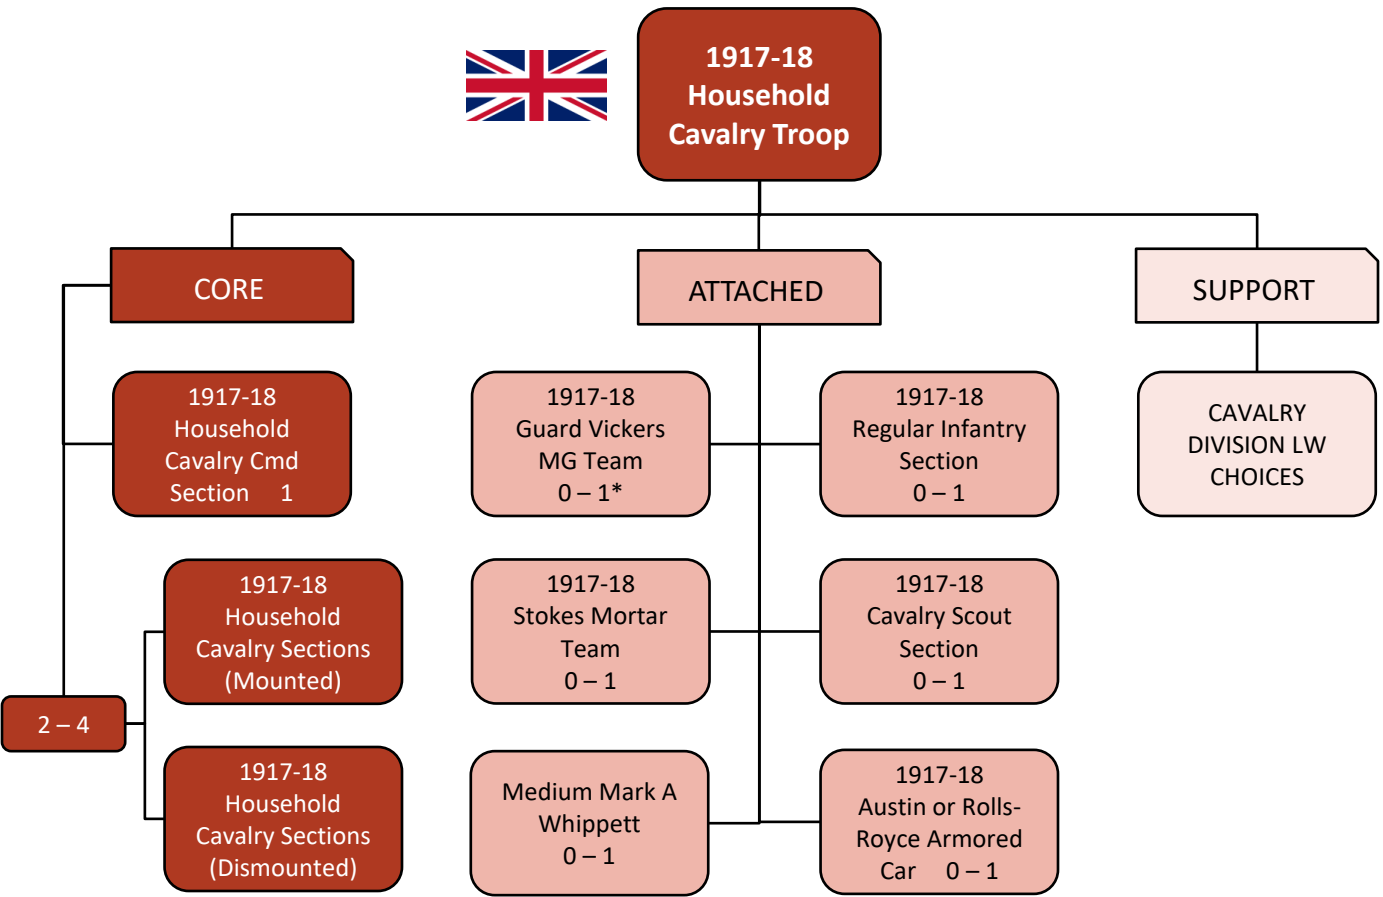 1917-18
Household
Cavalry Troop
CORE
ATTACHED
SUPPORT
1917-18
Household
Cavalry Cmd
Section 1
1917-18
Guard Vickers
MG Team
0 – 1*
1917-18
Regular Infantry
Section
0 – 1
CAVALRY
DIVISION LW
CHOICES
1917-18
Household
Cavalry Sections
(Mounted)
1917-18
Stokes Mortar
Team
0 – 1
1917-18
Cavalry Scout
Section
0 – 1
2 – 4
1917-18
Household
Cavalry Sections
(Dismounted)
Medium Mark A
Whippett
0 – 1
1917-18
Austin or Rolls-
Royce Armored
Car 0 – 1